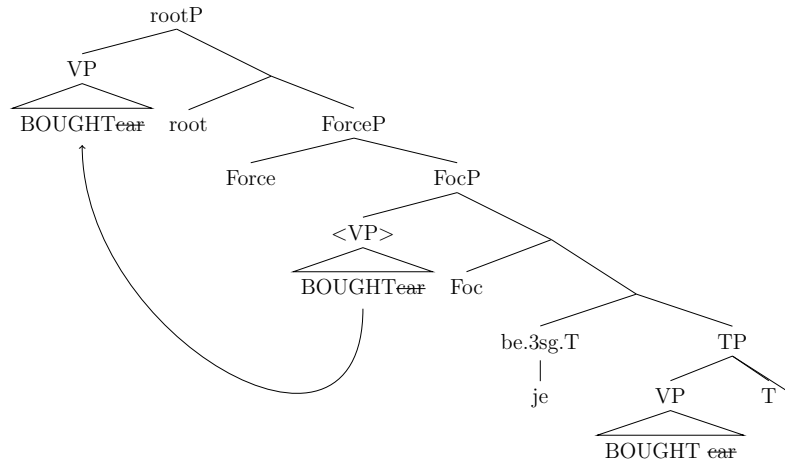 rootP
VP
BOUGHTcar root ForceP
Force FocP
<VP>
BOUGHTcar Foc
be.3sg.T TP
je VP T
BOUGHT car